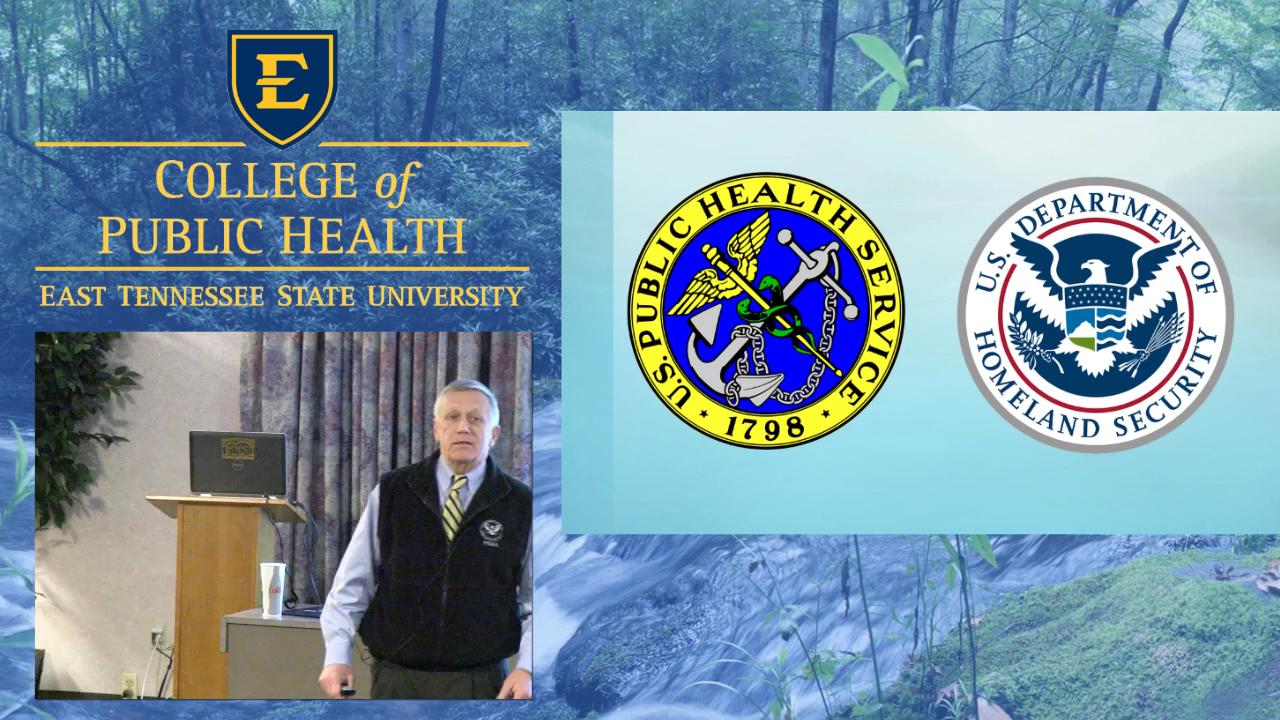 E
COLLEGE of
PUBLIC HEALTH
EAST TENNESSEE STATE UNIVERSITY
U.S. PUBLIC HEALTH SERVICE
1798
U.S. DEPARTMENT OF
HOMELAND SECURITY